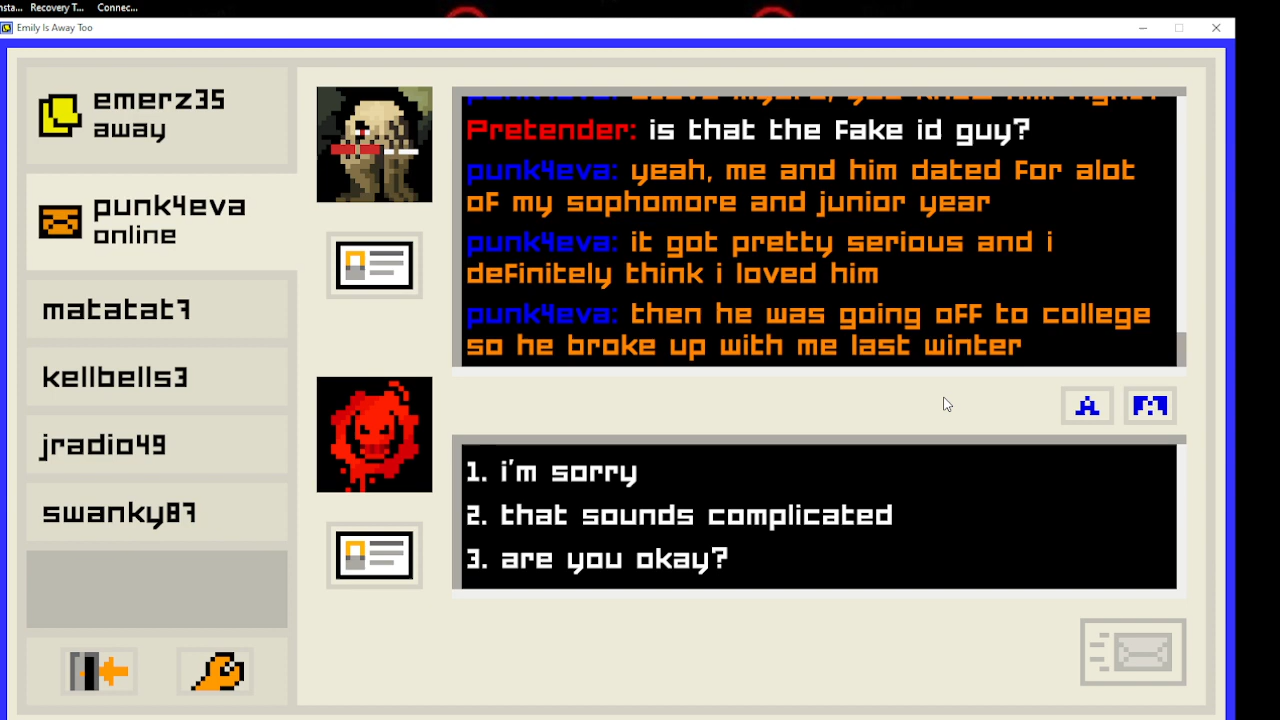 nsta... Recovery T... Connec...
Emily Is Away Too
emerz35
away
punk4eva
online
matatat7
kellbells3
jradio49
swanky87
Pretender: is that the fake id guy?
punk4eva: yeah, me and him dated for alot
of my sophomore and junior year
punk4eva: it got pretty serious and i
definitely think i loved him
punk4eva: then he was going off to college
so he broke up with me last winter
A
1. i'm sorry
2. that sounds complicated
3. are you okay?